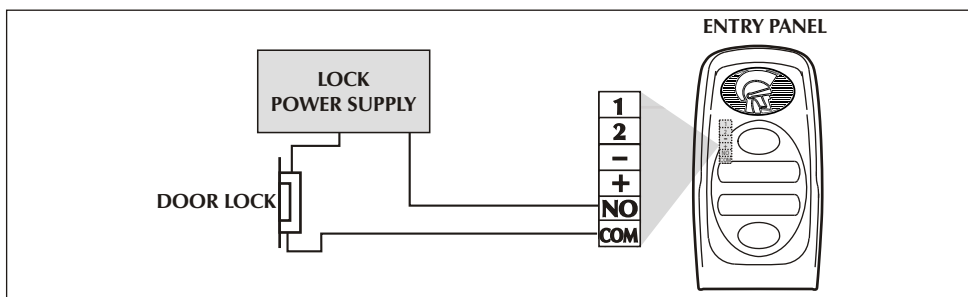 ENTRY PANEL
LOCK
POWER SUPPLY
1
2
–
+
NO
COM
DOOR LOCK